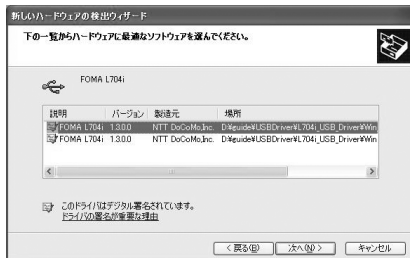 新しいハードウェアの検出ウィザード
下の一覧からハードウェアに最適なソフトウェアを選んでください。
FOMA L704i
説明 バージョン 製造元 場所
FOMA L704i 1.3.0.0 NTT DoCoMo,Inc. D:¥guide¥USBDriver¥L704i_USB_Driver¥Win
FOMA L704i 1.3.0.0 NTT DoCoMo,Inc. D:¥guide¥USBDriver¥L704i_USB_Driver¥Win
このドライバはデジタル署名されています。
ドライバの署名が重要な理由
< 戻る(B) 次へ(N) > キャンセル